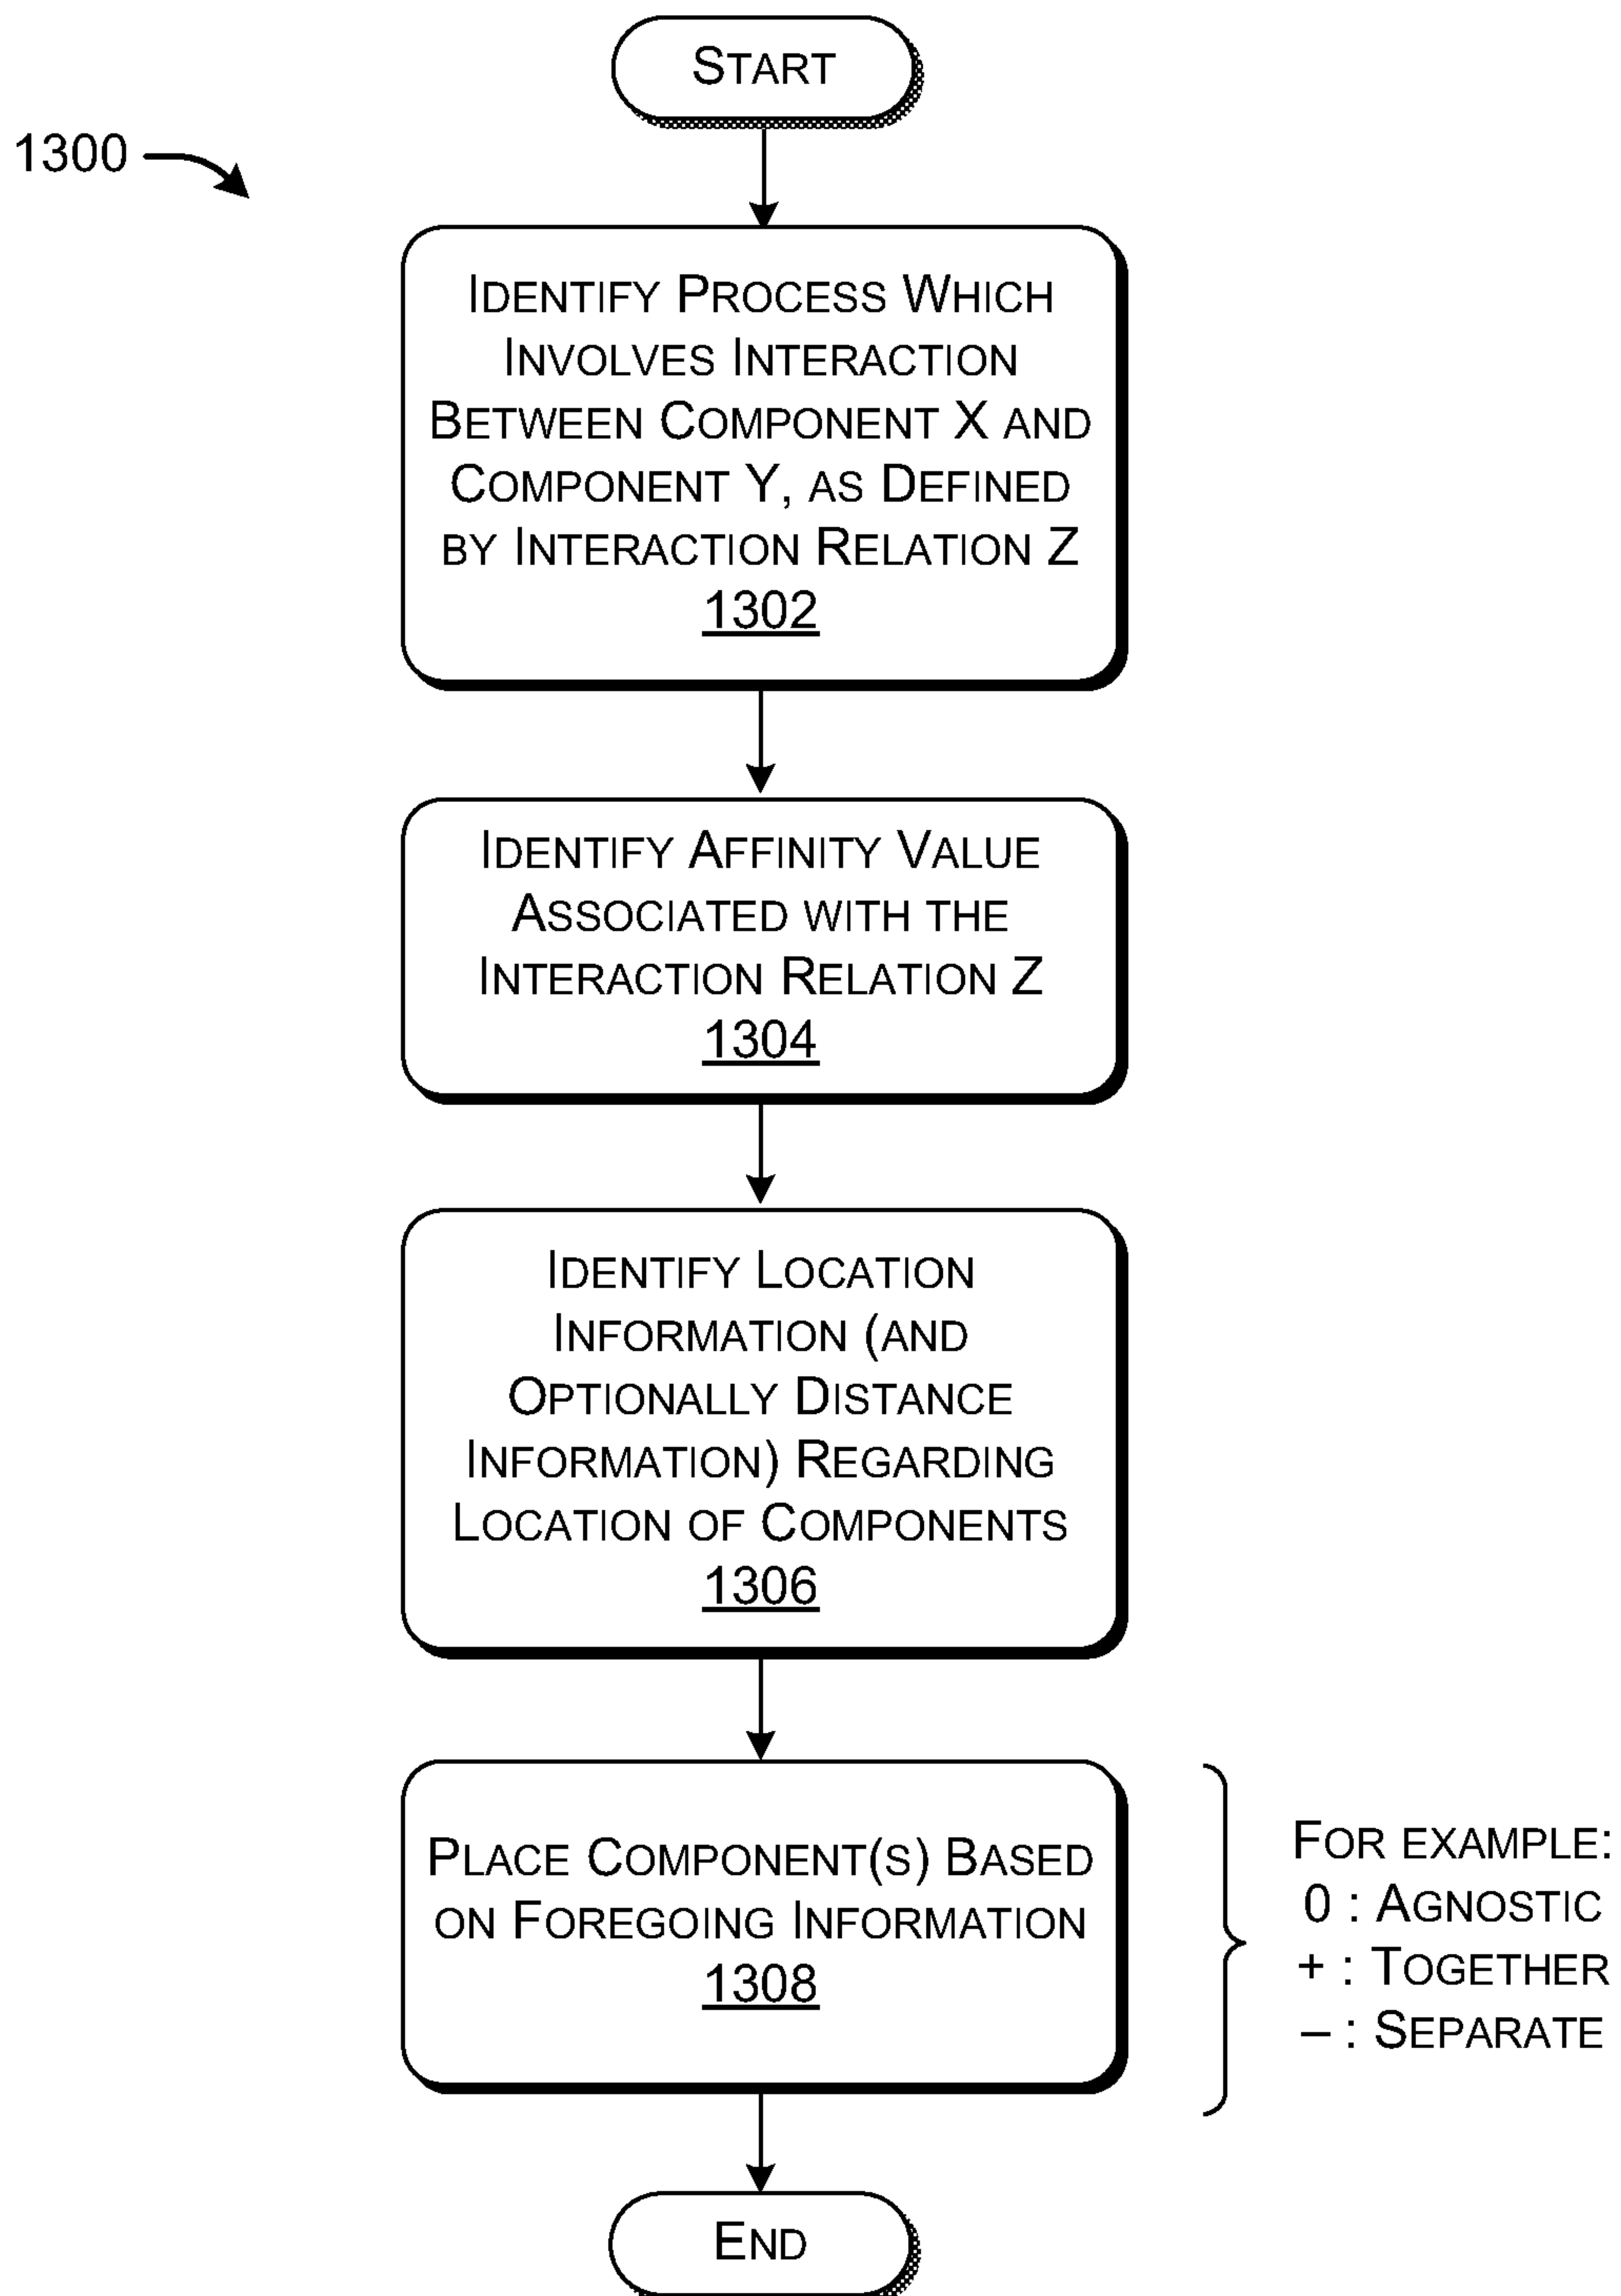 START
1300
IDENTIFY PROCESS WHICH
INVOLVES INTERACTION
BETWEEN COMPONENT X AND
COMPONENT Y, AS DEFINED
BY INTERACTION RELATION Z
1302
IDENTIFY AFFINITY VALUE
ASSOCIATED WITH THE
INTERACTION RELATION Z
1304
IDENTIFY LOCATION
INFORMATION (AND
OPTIONALLY DISTANCE
INFORMATION) REGARDING
LOCATION OF COMPONENTS
1306
PLACE COMPONENT(S) BASED
ON FOREGOING INFORMATION
1308
FOR EXAMPLE:
0 : AGNOSTIC
+ : TOGETHER
– : SEPARATE
END